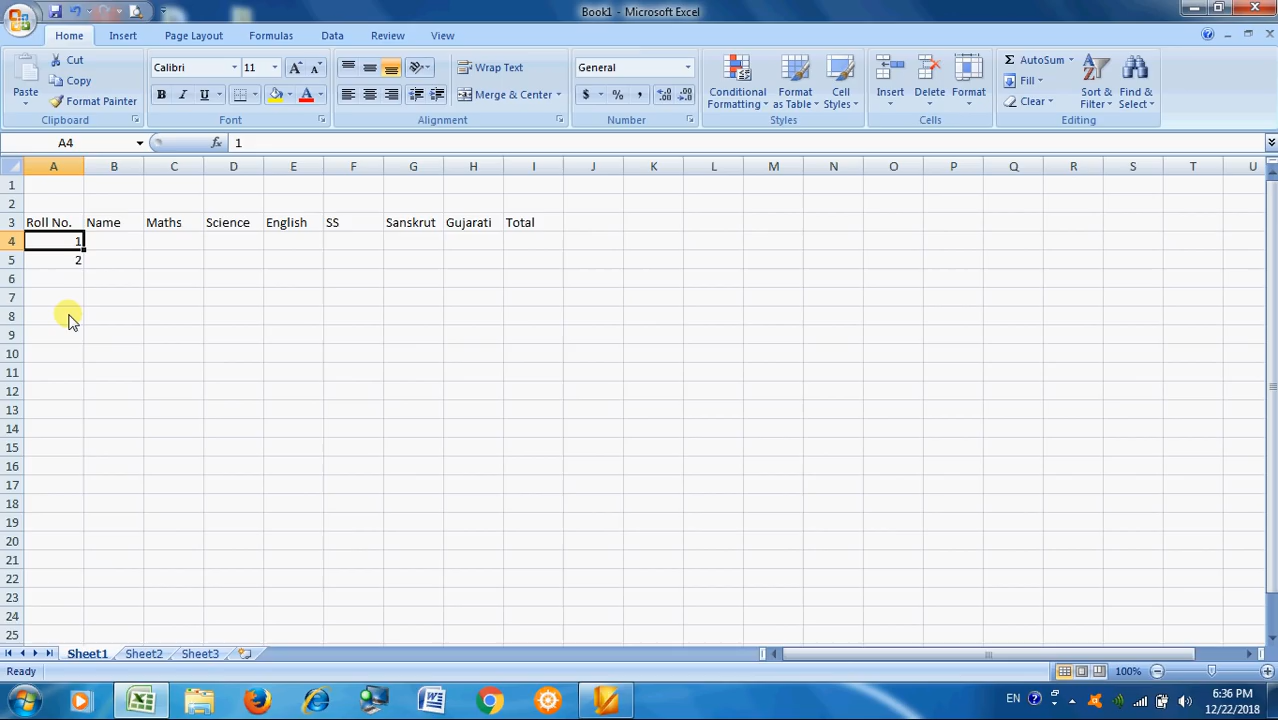 Book1 - Microsoft Excel
Home Insert Page Layout Formulas Data Review View
Paste Cut Copy Format Painter Clipboard
Calibri 11 B I U A Font
Wrap Text Merge & Center Alignment
General $ % , Number
Conditional Formatting Format as Table Cell Styles Styles
Insert Delete Format Cells
Σ AutoSum Fill Clear Sort & Filter Find & Select Editing
A4 fx 1
A B C D E F G H I J K L M N O P Q R S T U
1
2
3 Roll No. Name Maths Science English SS Sanskrut Gujarati Total
4 1
5 2
6
7
8
9
10
11
12
13
14
15
16
17
18
19
20
21
22
23
24
25
Sheet1 Sheet2 Sheet3
Ready 100%
EN 6:36 PM
12/22/2018